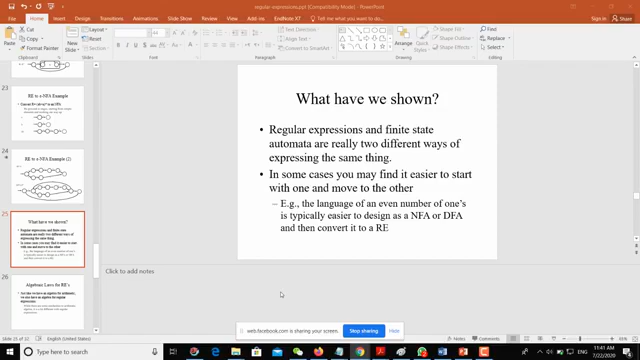 regular-expressions.ppt [Compatibility Mode] - PowerPoint
File Home Insert Design Transitions Animations Slide Show Review View Add-ins EndNote X7 Tell me what you want to do... Sign in Share
Paste
New
Slide
Section
Text Direction
Align Text
Convert to SmartArt
Arrange
Quick
Styles
Shape Fill
Shape Outline
Shape Effects
Find
Replace
Select
Clipboard Slides Font Paragraph Drawing Editing
23
RE to ε-NFA Example
24
RE to ε-NFA Example (2)
25
What have we shown?
26
Algebraic Laws for RE's
What have we shown?
• Regular expressions and finite state
automata are really two different ways of
expressing the same thing.
• In some cases you may find it easier to start
with one and move to the other
– E.g., the language of an even number of one's
is typically easier to design as a NFA or DFA
and then convert it to a RE
Click to add notes
web.facebook.com is sharing your screen. Stop sharing Hide
Slide 25 of 32 English (United States) Notes Comments
Type here to search
11:41 AM
7/22/2020